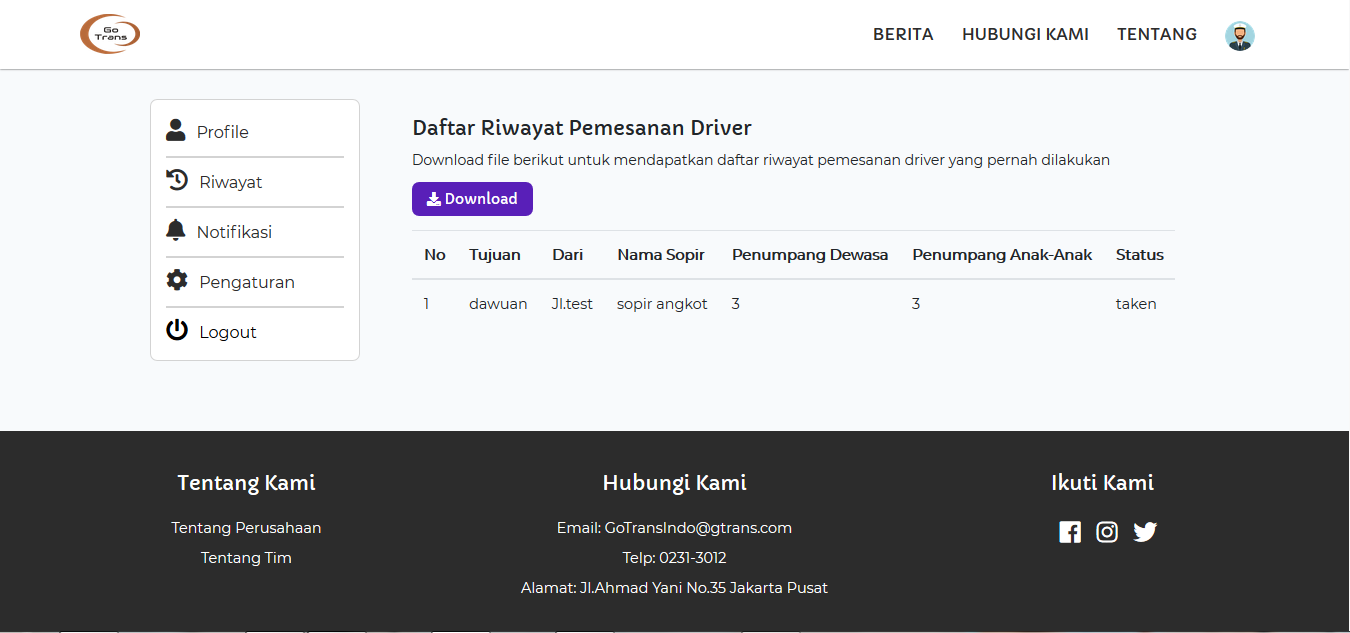 Go
Trans
BERITA HUBUNGI KAMI TENTANG
Profile
Riwayat
Notifikasi
Pengaturan
Logout
Daftar Riwayat Pemesanan Driver
Download file berikut untuk mendapatkan daftar riwayat pemesanan driver yang pernah dilakukan
Download
No Tujuan Dari Nama Sopir Penumpang Dewasa Penumpang Anak-Anak Status
1 dawuan Jl.test sopir angkot 3 3 taken
Tentang Kami
Tentang Perusahaan
Tentang Tim
Hubungi Kami
Email: GoTransIndo@gtrans.com
Telp: 0231-3012
Alamat: Jl.Ahmad Yani No.35 Jakarta Pusat
Ikuti Kami